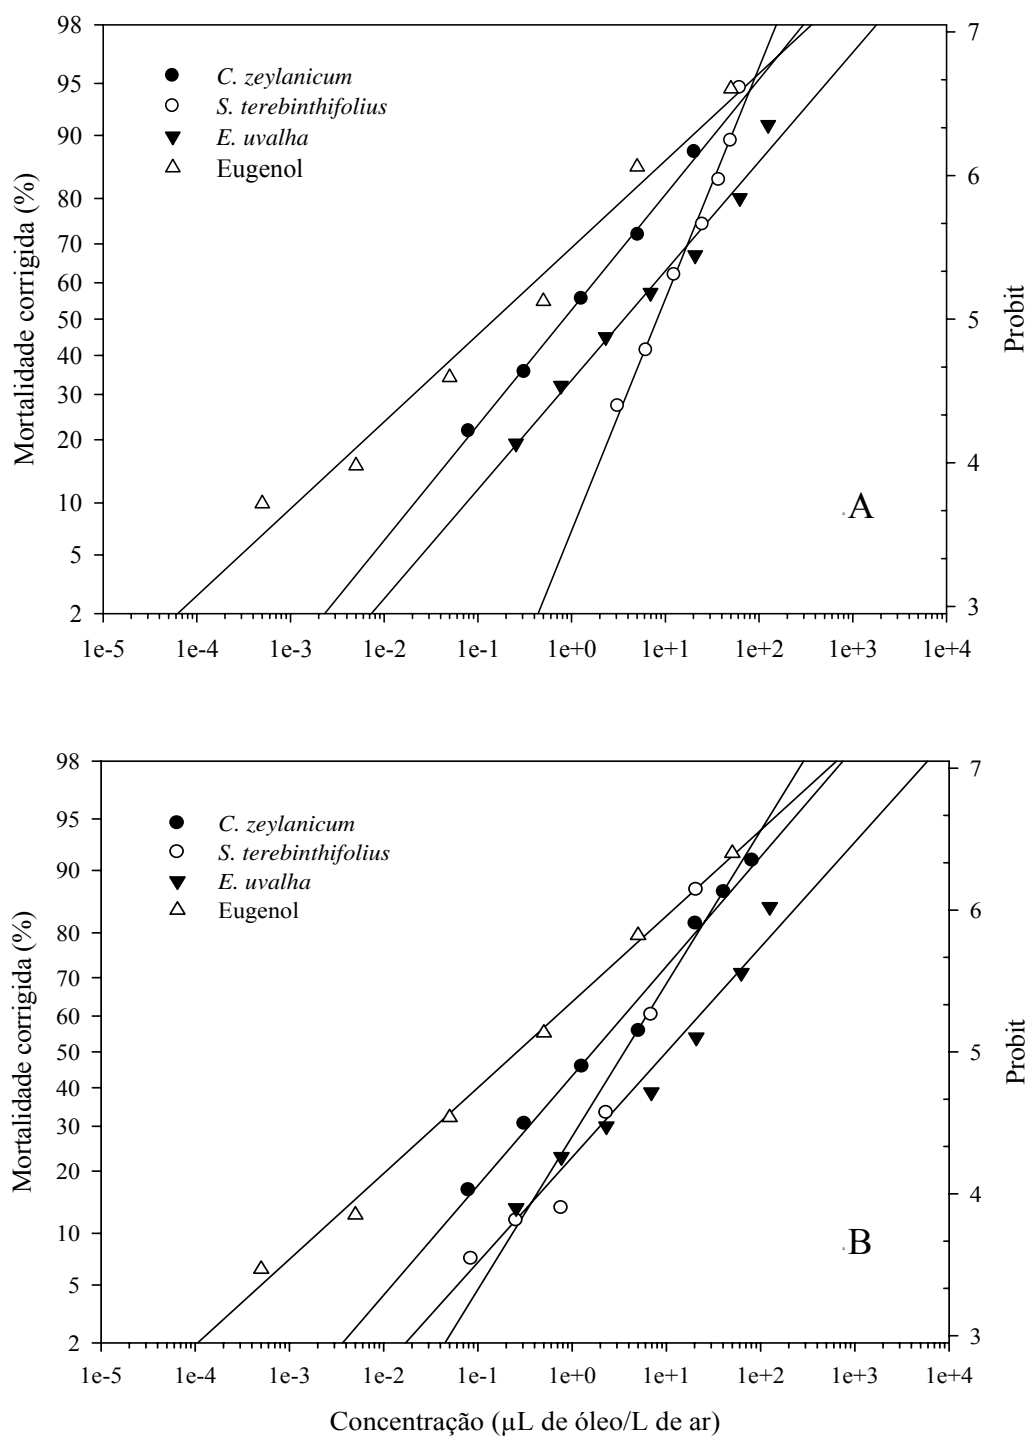 98
95
90
80
70
60
50
40
30
20
10
5
2
Mortalidade corrigida (%)
C. zeylanicum
S. terebinthifolius
E. uvalha
Eugenol
A
7
6
5
4
3
Probit
1e-5 1e-4 1e-3 1e-2 1e-1 1e+0 1e+1 1e+2 1e+3 1e+4
98
95
90
80
70
60
50
40
30
20
10
5
2
Mortalidade corrigida (%)
C. zeylanicum
S. terebinthifolius
E. uvalha
Eugenol
B
7
6
5
4
3
Probit
1e-5 1e-4 1e-3 1e-2 1e-1 1e+0 1e+1 1e+2 1e+3 1e+4
Concentração (µL de óleo/L de ar)